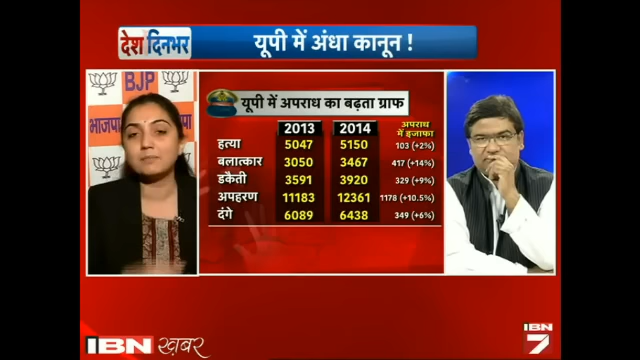 देश दिनभर
यूपी में अंधा कानून !
BJP
भाजपा
यूपी में अपराध का बढ़ता ग्राफ
2013 2014 अपराध में इजाफा
हत्या 5047 5150 103 (+2%)
बलात्कार 3050 3467 417 (+14%)
डकैती 3591 3920 329 (+9%)
अपहरण 11183 12361 1178 (+10.5%)
दंगे 6089 6438 349 (+6%)
IBN ख़बर
IBN
7